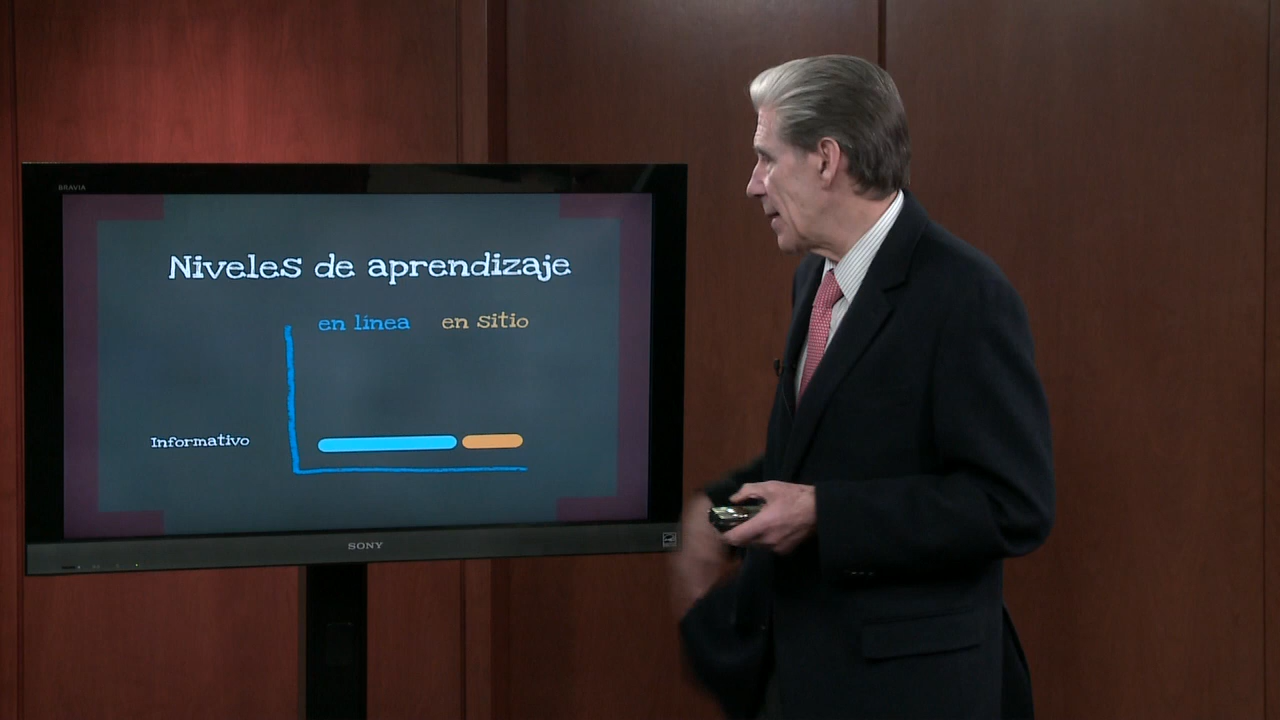 BRAVIA
Niveles de aprendizaje
en línea en sitio
Informativo
SONY